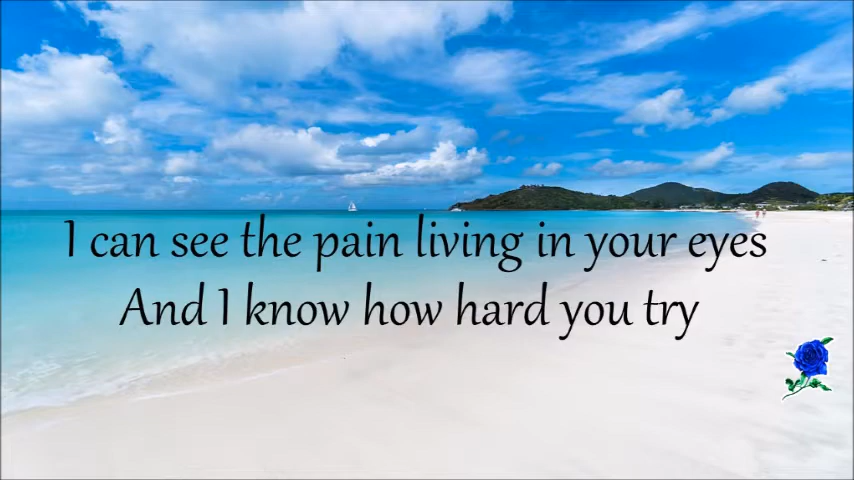 I can see the pain living in your eyes
And I know how hard you try